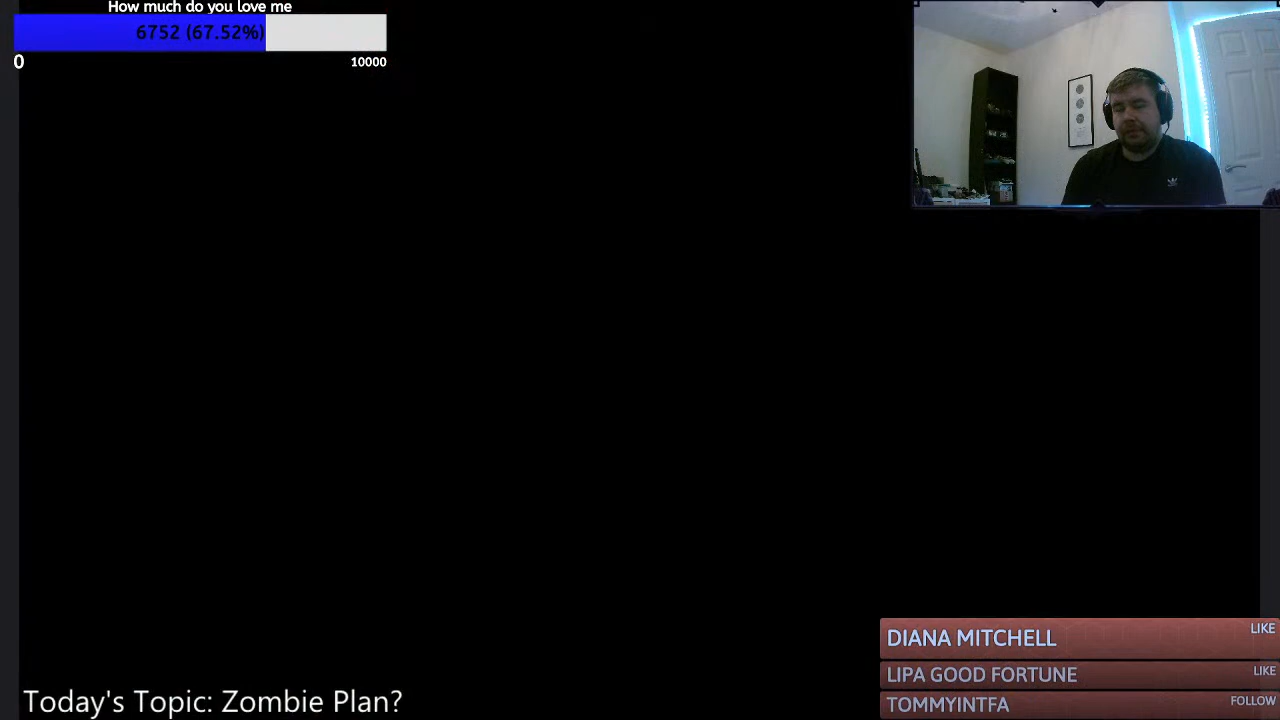 How much do you love me
6752 (67.52%)
0
10000
DIANA MITCHELL
LIKE
LIPA GOOD FORTUNE
LIKE
TOMMYINTFA
FOLLOW
Today's Topic: Zombie Plan?